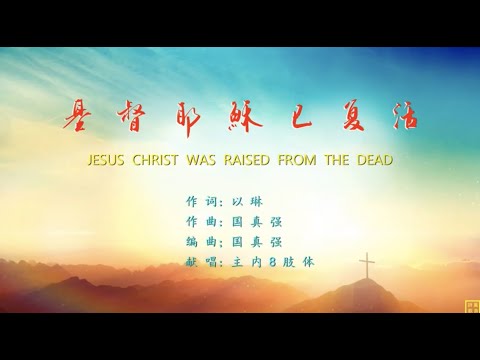 基督耶穌已复活
JESUS CHRIST WAS RAISED FROM THE DEAD
作词: 以琳
作曲: 国真强
编曲: 国真强
献唱: 主内8肢体